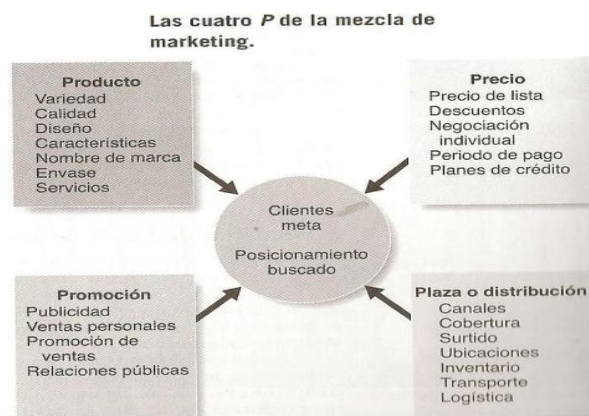 Las cuatro P de la mezcla de
marketing.
Producto
Variedad
Calidad
Diseño
Características
Nombre de marca
Envase
Servicios
Precio
Precio de lista
Descuentos
Negociación
individual
Periodo de pago
Planes de crédito
Clientes
meta
Posicionamiento
buscado
Promoción
Publicidad
Ventas personales
Promoción de
ventas
Relaciones públicas
Plaza o distribución
Canales
Cobertura
Surtido
Ubicaciones
Inventario
Transporte
Logística